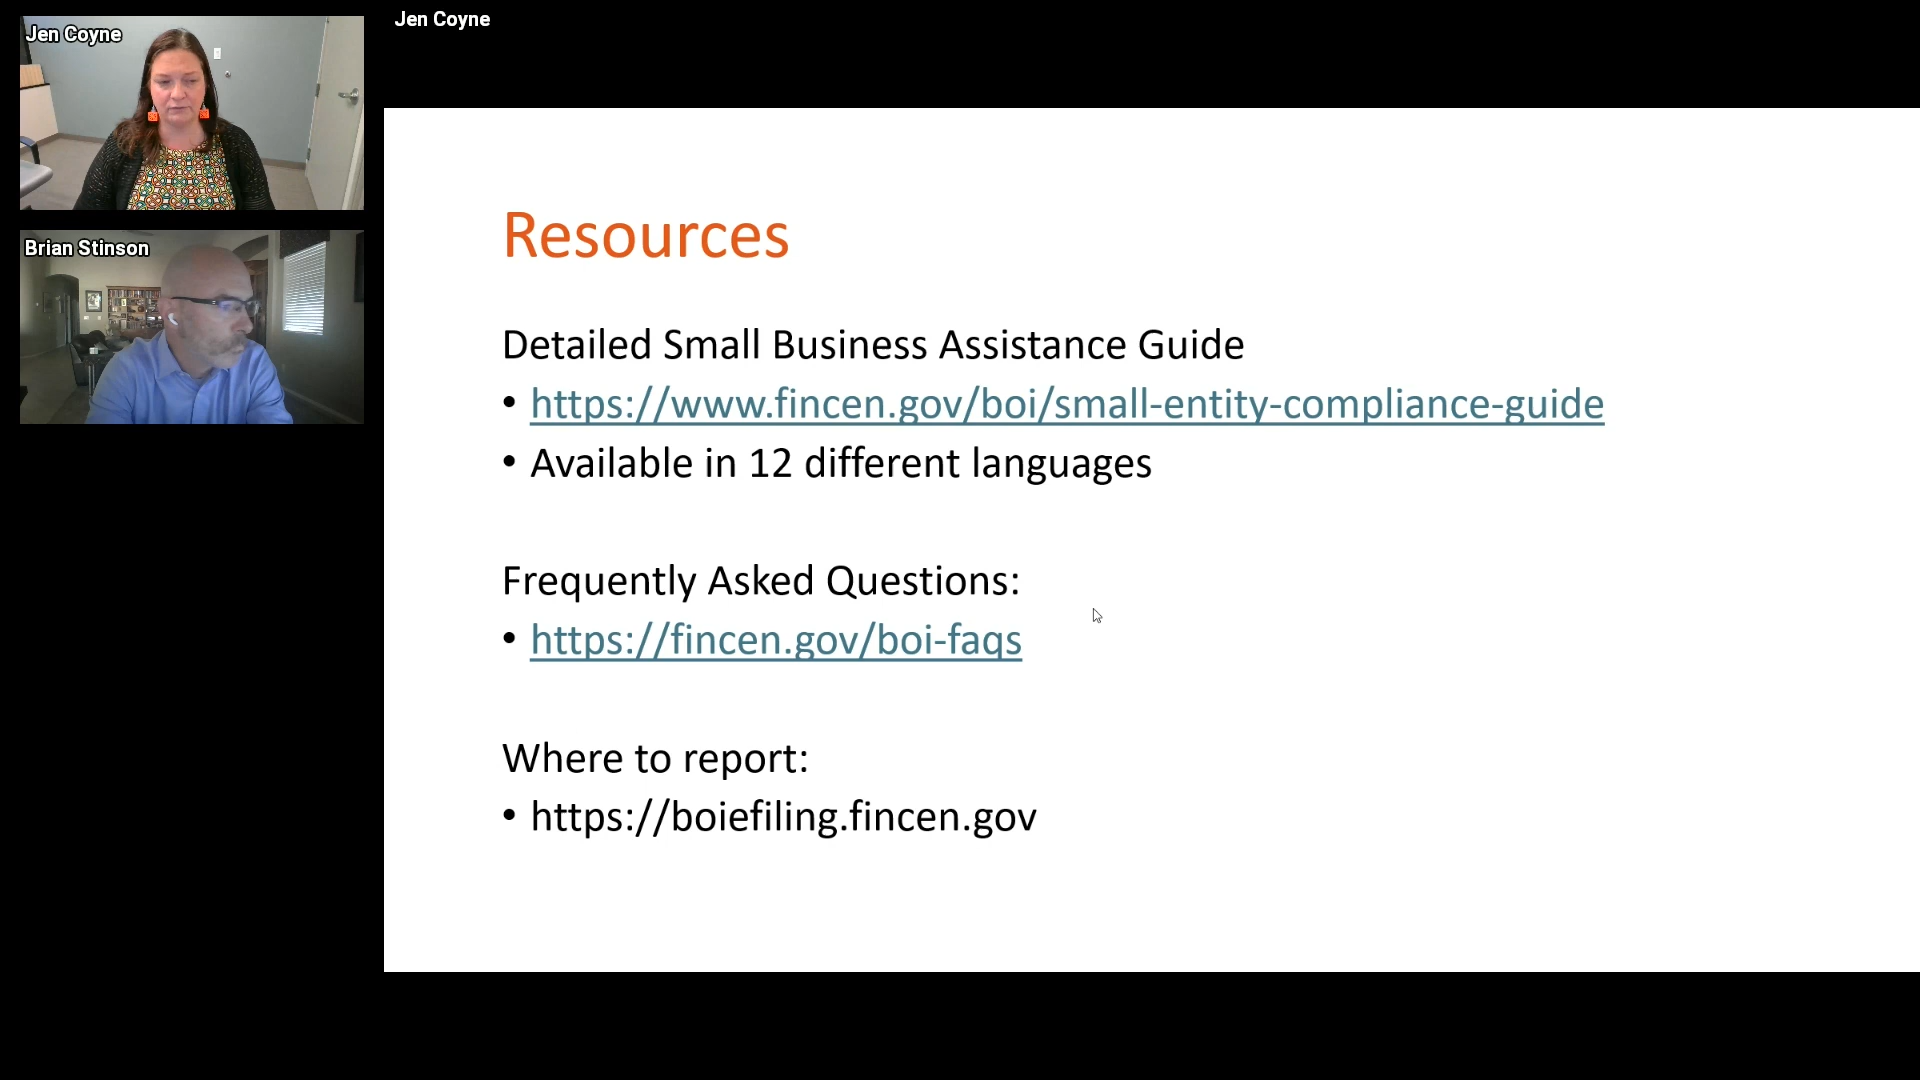 Jen Coyne
Brian Stinson
Jen Coyne
Resources
Detailed Small Business Assistance Guide
• https://www.fincen.gov/boi/small-entity-compliance-guide
• Available in 12 different languages
Frequently Asked Questions:
• https://fincen.gov/boi-faqs
Where to report:
• https://boiefiling.fincen.gov